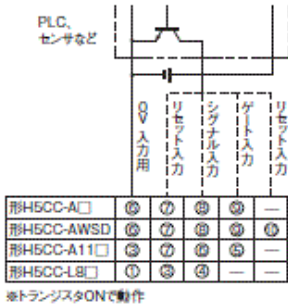 PLC、
センサなど
0V 入力用
リセット入力
シグナル入力
ゲート入力
リセット入力
形H5CC-A□ ⑥ ⑦ ⑧ ⑨ —
形H5CC-AWSD ⑥ ⑦ ⑧ ⑨ ⑩
形H5CC-A11□ ③ ⑦ ⑥ ⑤ —
形H5CC-L8□ ① ③ ④ — —
※トランジスタONで動作